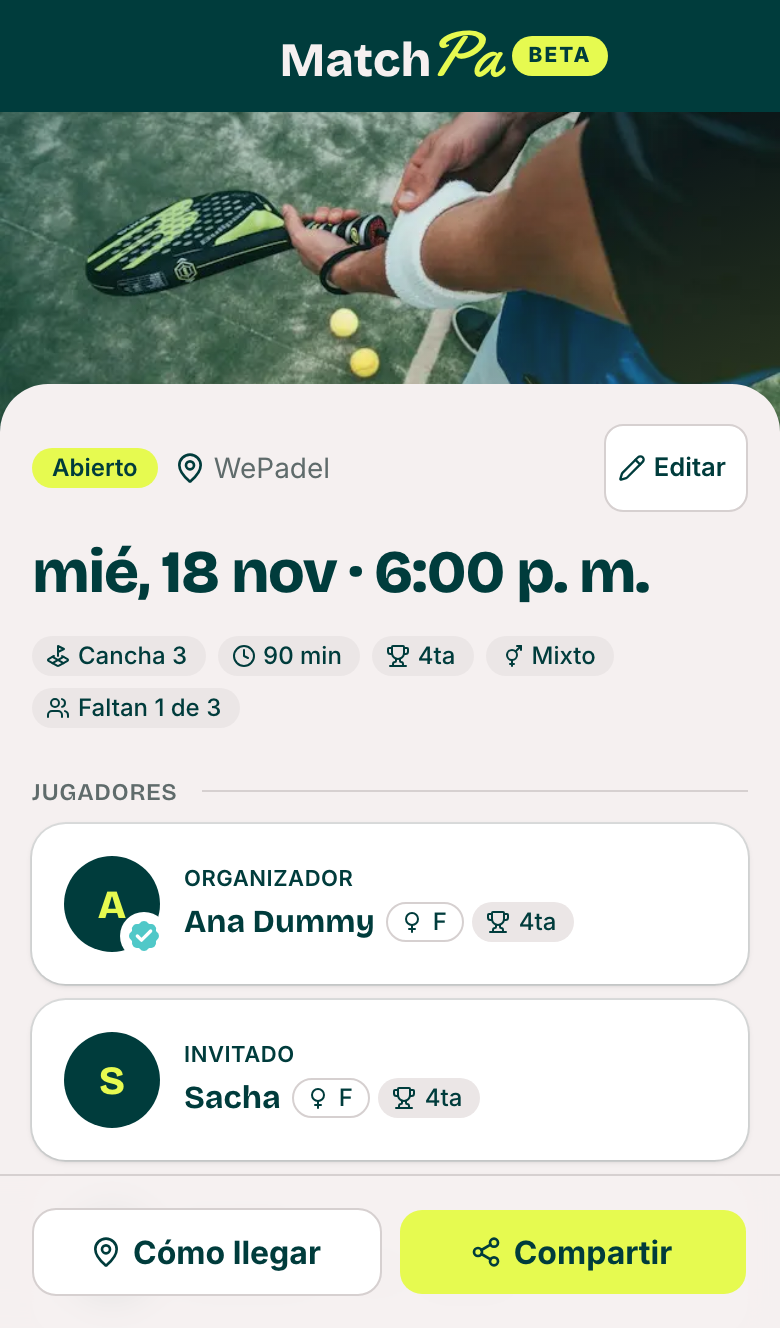 MatchPa BETA
Abierto WePadel Editar
mié, 18 nov · 6:00 p. m.
Cancha 3 90 min 4ta Mixto
Faltan 1 de 3
JUGADORES
A
ORGANIZADOR
Ana Dummy F 4ta
S
INVITADO
Sacha F 4ta
Cómo llegar Compartir